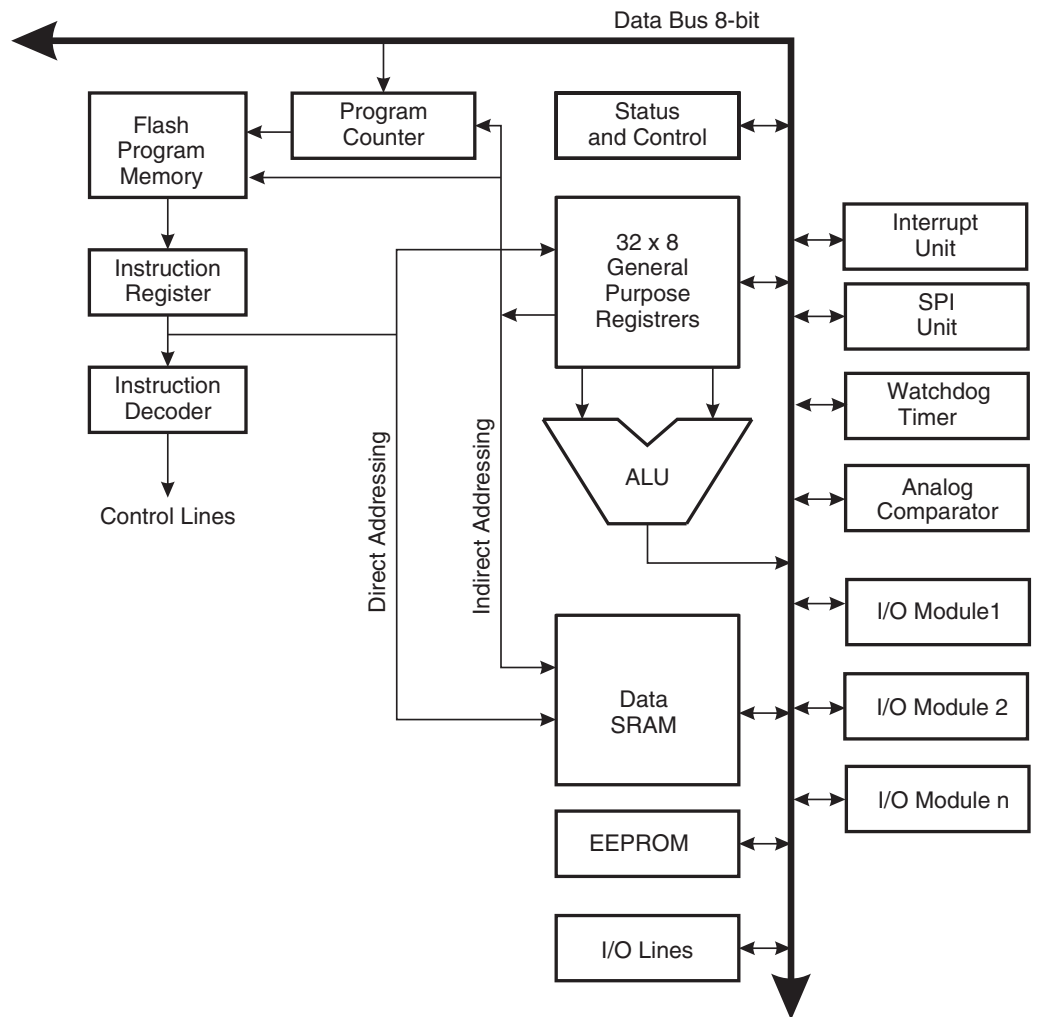 Data Bus 8-bit
Flash
Program
Memory
Program
Counter
Status
and Control
Interrupt
Unit
32 x 8
General
Purpose
Registrers
Instruction
Register
SPI
Unit
Instruction
Decoder
Watchdog
Timer
Control Lines
Direct Addressing
Indirect Addressing
ALU
Analog
Comparator
I/O Module1
Data
SRAM
I/O Module 2
I/O Module n
EEPROM
I/O Lines